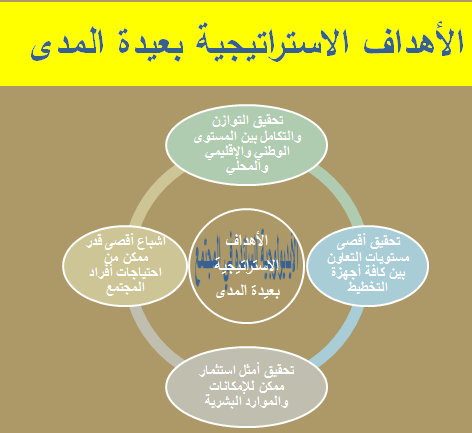 الأهداف الاستراتيجية بعيدة المدى
تحقيق التوازن
والتكامل بين المستوى
الوطني والإقليمي
والمحلي
تحقيق أقصى
مستويات التعاون
بين كافة أجهزة
التخطيط
الأهداف
الاستراتيجية
بعيدة المدى
اشباع أقصى قدر
ممكن من
احتياجات أفراد
المجتمع
تحقيق أمثل استثمار
ممكن للإمكانات
والموارد البشرية